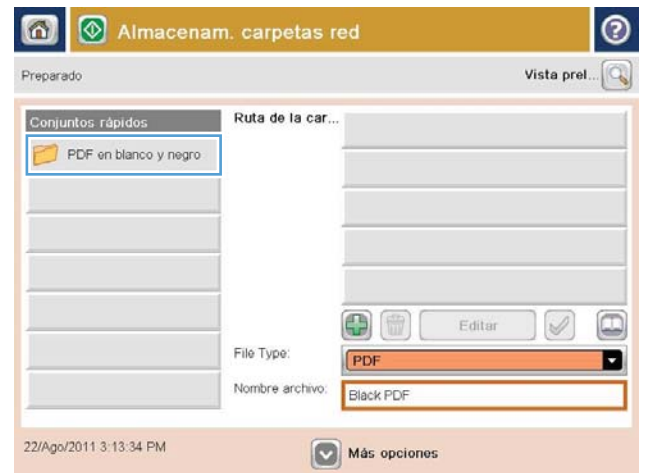 Almacenam. carpetas red
?
Preparado
Vista prel...
Conjuntos rápidos
Ruta de la car...
PDF en blanco y negro
Editar
File Type:
PDF
Nombre archivo:
Black PDF
22/Ago/2011 3:13:34 PM
Más opciones